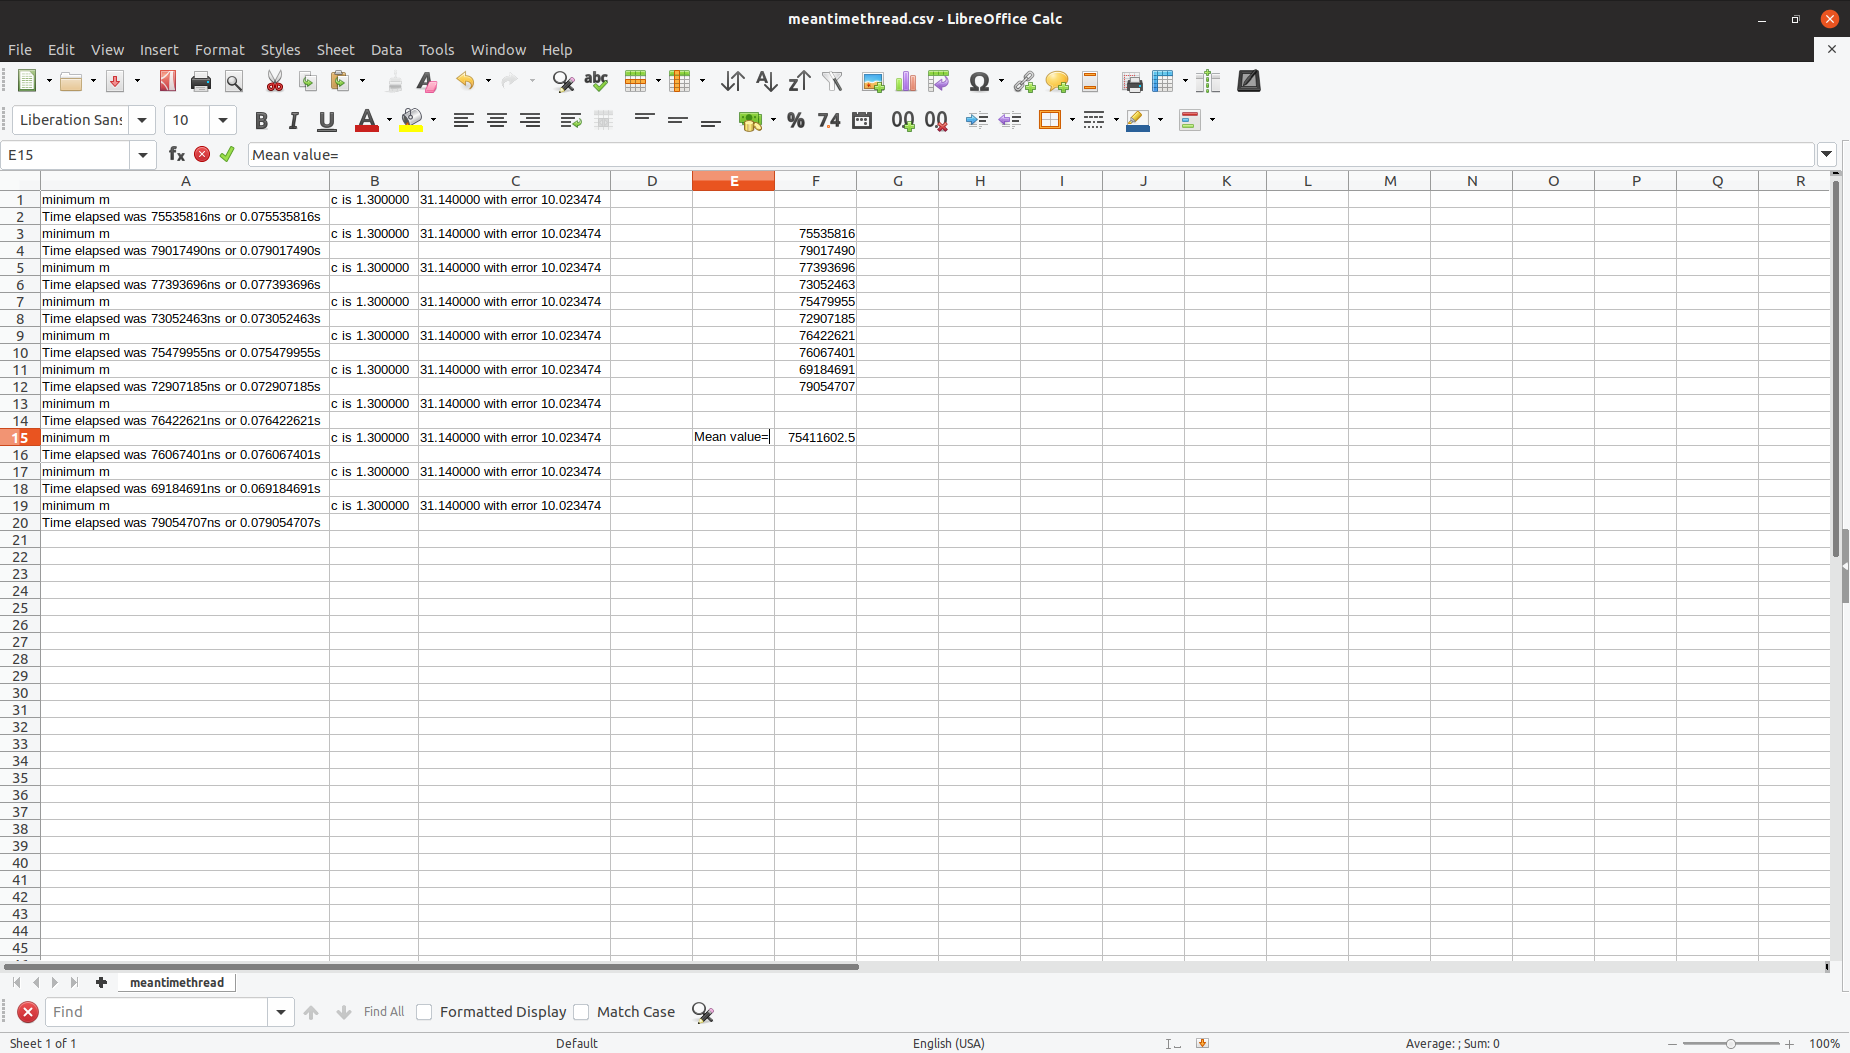 meantimethread.csv - LibreOffice Calc
File Edit View Insert Format Styles Sheet Data Tools Window Help
Liberation Sans 10
E15 Mean value=
A B C D E F G H I J K L M N O P Q R
1 minimum m c is 1.300000 31.140000 with error 10.023474
2 Time elapsed was 75535816ns or 0.075535816s
3 minimum m c is 1.300000 31.140000 with error 10.023474 75535816
4 Time elapsed was 79017490ns or 0.079017490s 79017490
5 minimum m c is 1.300000 31.140000 with error 10.023474 77393696
6 Time elapsed was 77393696ns or 0.077393696s 73052463
7 minimum m c is 1.300000 31.140000 with error 10.023474 75479955
8 Time elapsed was 73052463ns or 0.073052463s 72907185
9 minimum m c is 1.300000 31.140000 with error 10.023474 76422621
10 Time elapsed was 75479955ns or 0.075479955s 76067401
11 minimum m c is 1.300000 31.140000 with error 10.023474 69184691
12 Time elapsed was 72907185ns or 0.072907185s 79054707
13 minimum m c is 1.300000 31.140000 with error 10.023474
14 Time elapsed was 76422621ns or 0.076422621s
15 minimum m c is 1.300000 31.140000 with error 10.023474 Mean value= 75411602.5
16 Time elapsed was 76067401ns or 0.076067401s
17 minimum m c is 1.300000 31.140000 with error 10.023474
18 Time elapsed was 69184691ns or 0.069184691s
19 minimum m c is 1.300000 31.140000 with error 10.023474
20 Time elapsed was 79054707ns or 0.079054707s
21
22
23
24
25
26
27
28
29
30
31
32
33
34
35
36
37
38
39
40
41
42
43
44
45
meantimethread
Find Find All Formatted Display Match Case
Sheet 1 of 1 Default English (USA) Average: ; Sum: 0 100%